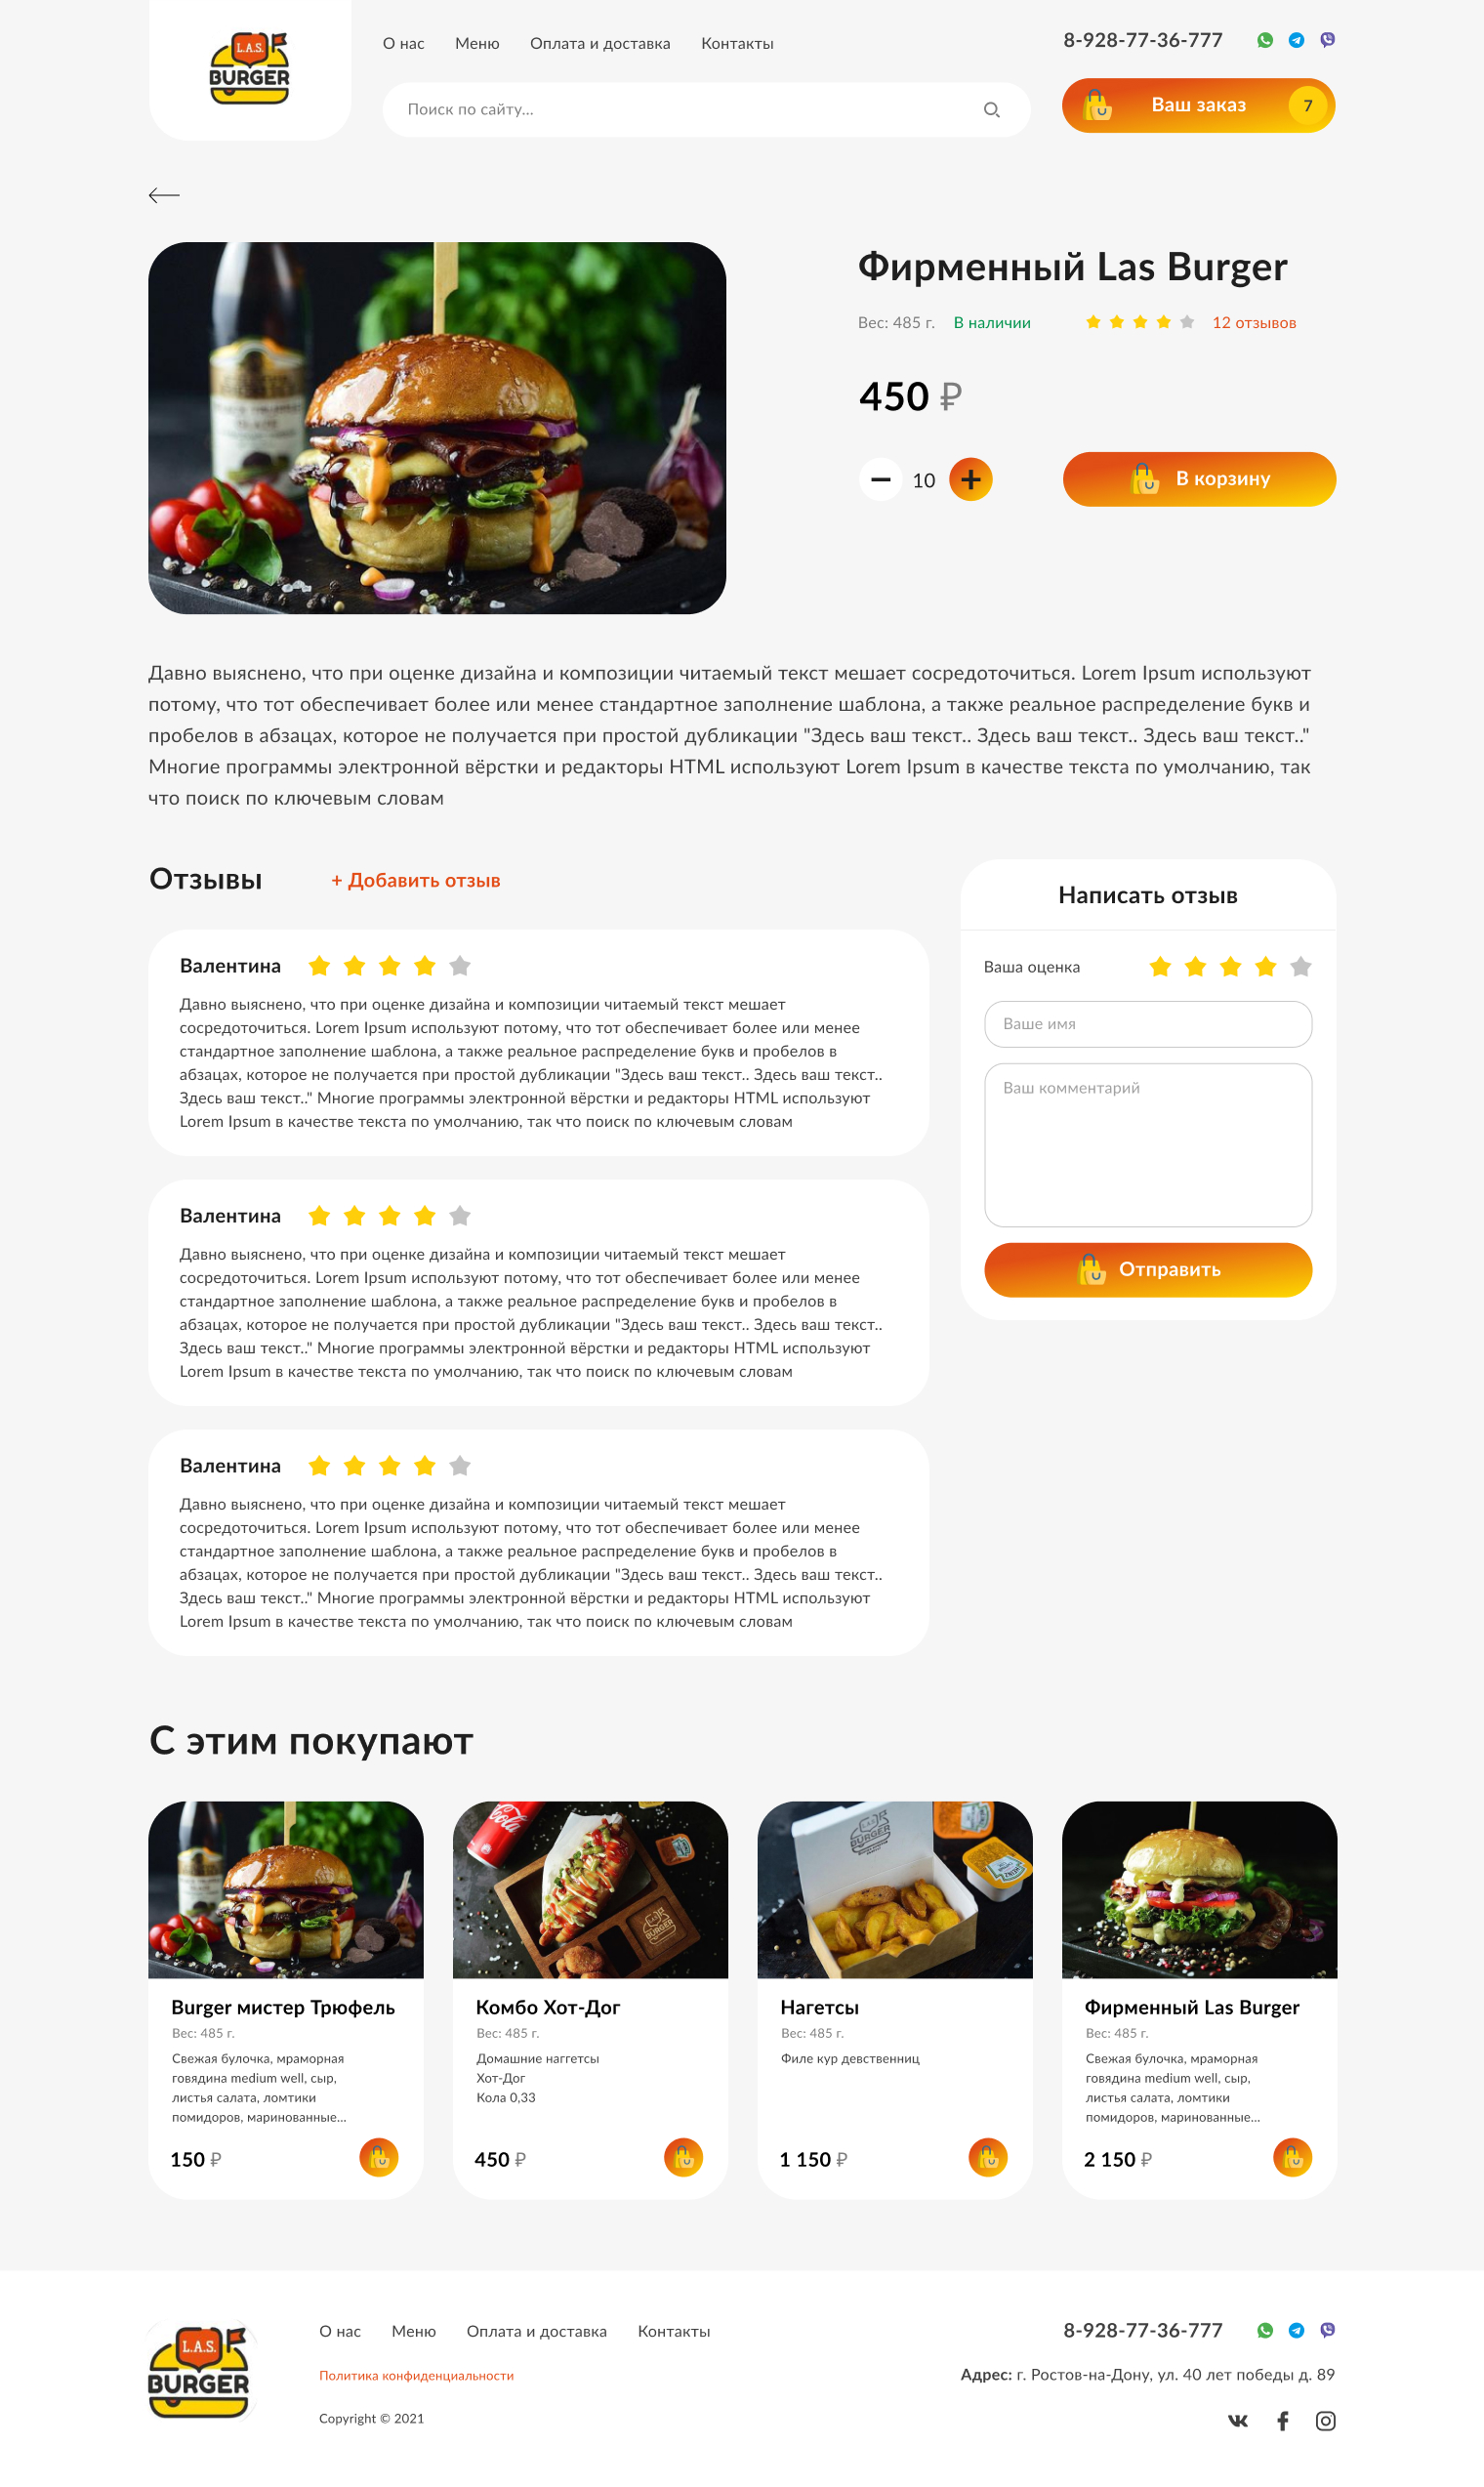 L.A.S.
BURGER
О нас Меню Оплата и доставка Контакты
8-928-77-36-777
Поиск по сайту...
Ваш заказ 7
Фирменный Las Burger
Вес: 485 г. В наличии 12 отзывов
450 ₽
10
В корзину
Давно выяснено, что при оценке дизайна и композиции читаемый текст мешает сосредоточиться. Lorem Ipsum используют
потому, что тот обеспечивает более или менее стандартное заполнение шаблона, а также реальное распределение букв и
пробелов в абзацах, которое не получается при простой дубликации "Здесь ваш текст.. Здесь ваш текст.. Здесь ваш текст.."
Многие программы электронной вёрстки и редакторы HTML используют Lorem Ipsum в качестве текста по умолчанию, так
что поиск по ключевым словам
Отзывы + Добавить отзыв
Валентина
Давно выяснено, что при оценке дизайна и композиции читаемый текст мешает
сосредоточиться. Lorem Ipsum используют потому, что тот обеспечивает более или менее
стандартное заполнение шаблона, а также реальное распределение букв и пробелов в
абзацах, которое не получается при простой дубликации "Здесь ваш текст.. Здесь ваш текст..
Здесь ваш текст.." Многие программы электронной вёрстки и редакторы HTML используют
Lorem Ipsum в качестве текста по умолчанию, так что поиск по ключевым словам
Валентина
Давно выяснено, что при оценке дизайна и композиции читаемый текст мешает
сосредоточиться. Lorem Ipsum используют потому, что тот обеспечивает более или менее
стандартное заполнение шаблона, а также реальное распределение букв и пробелов в
абзацах, которое не получается при простой дубликации "Здесь ваш текст.. Здесь ваш текст..
Здесь ваш текст.." Многие программы электронной вёрстки и редакторы HTML используют
Lorem Ipsum в качестве текста по умолчанию, так что поиск по ключевым словам
Валентина
Давно выяснено, что при оценке дизайна и композиции читаемый текст мешает
сосредоточиться. Lorem Ipsum используют потому, что тот обеспечивает более или менее
стандартное заполнение шаблона, а также реальное распределение букв и пробелов в
абзацах, которое не получается при простой дубликации "Здесь ваш текст.. Здесь ваш текст..
Здесь ваш текст.." Многие программы электронной вёрстки и редакторы HTML используют
Lorem Ipsum в качестве текста по умолчанию, так что поиск по ключевым словам
Написать отзыв
Ваша оценка
Ваше имя
Ваш комментарий
Отправить
С этим покупают
Burger мистер Трюфель
Вес: 485 г.
Свежая булочка, мраморная
говядина medium well, сыр,
листья салата, ломтики
помидоров, маринованные...
150 ₽
Coca
Cola
L.A.S.
BURGER
Комбо Хот-Дог
Вес: 485 г.
Домашние наггетсы
Хот-Дог
Кола 0,33
450 ₽
L.A.S.
BURGER
HEINZ
Нагетсы
Вес: 485 г.
Филе кур девственниц
1 150 ₽
Фирменный Las Burger
Вес: 485 г.
Свежая булочка, мраморная
говядина medium well, сыр,
листья салата, ломтики
помидоров, маринованные...
2 150 ₽
L.A.S.
BURGER
О нас Меню Оплата и доставка Контакты
Политика конфиденциальности
Copyright © 2021
8-928-77-36-777
Адрес: г. Ростов-на-Дону, ул. 40 лет победы д. 89